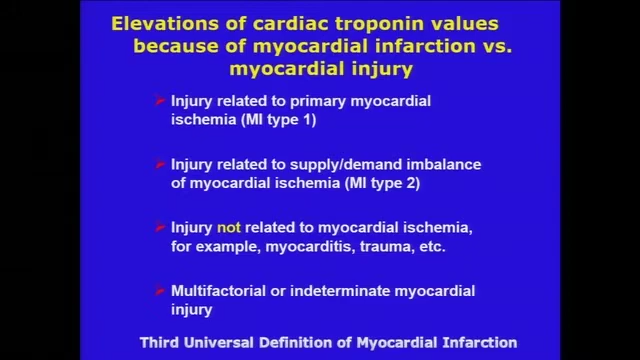 Elevations of cardiac troponin values
because of myocardial infarction vs.
myocardial injury
Injury related to primary myocardial
ischemia (MI type 1)
Injury related to supply/demand imbalance
of myocardial ischemia (MI type 2)
Injury not related to myocardial ischemia,
for example, myocarditis, trauma, etc.
Multifactorial or indeterminate myocardial
injury
Third Universal Definition of Myocardial Infarction